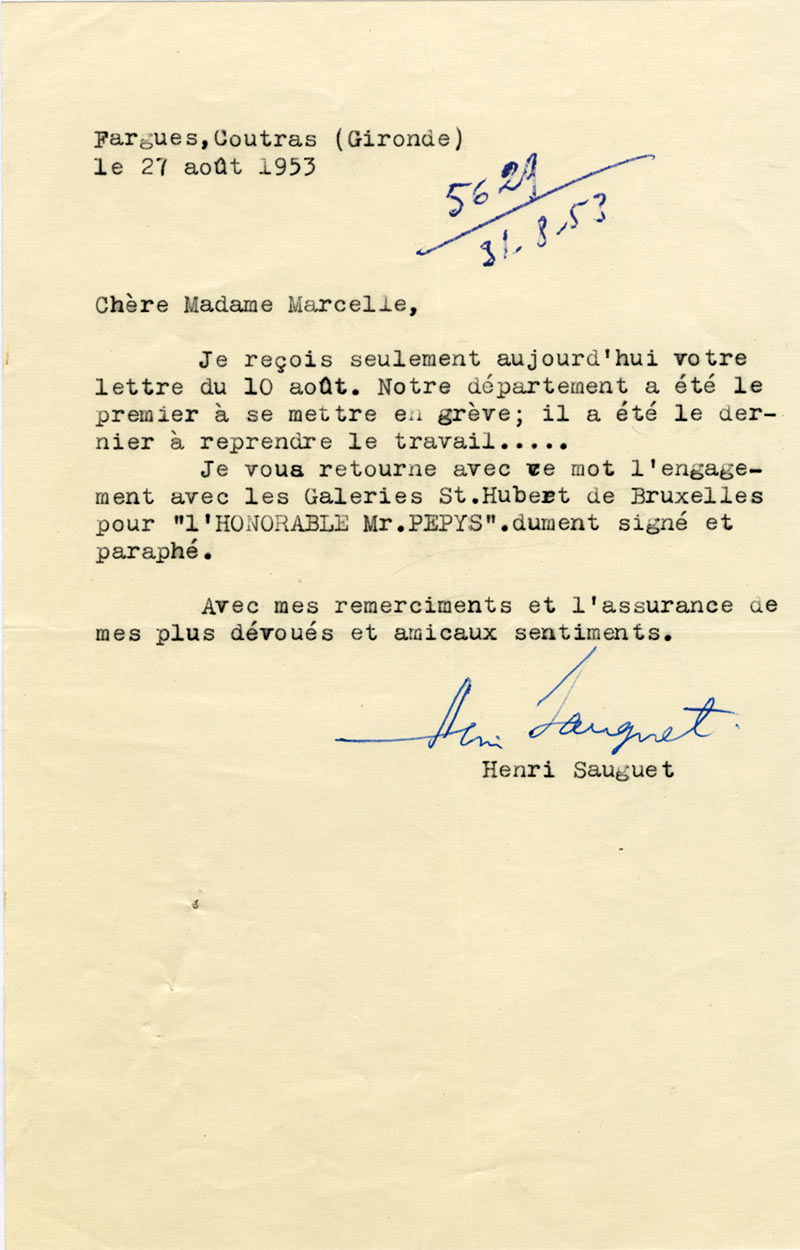 Fargues,Coutras (Gironde)
le 27 août 1953
5629
31.8.53
Chère Madame Marcelle,
Je reçois seulement aujourd'hui votre
lettre du 10 août. Notre département a été le
premier à se mettre en grève; il a été le der-
nier à reprendre le travail.....
Je vous retourne avec ce mot l'engage-
ment avec les Galeries St.Hubert de Bruxelles
pour "l'HONORABLE Mr.PEPYS".dument signé et
paraphé.
Avec mes remerciments et l'assurance de
mes plus dévoués et amicaux sentiments.
Henri Sauguet
Henri Sauguet